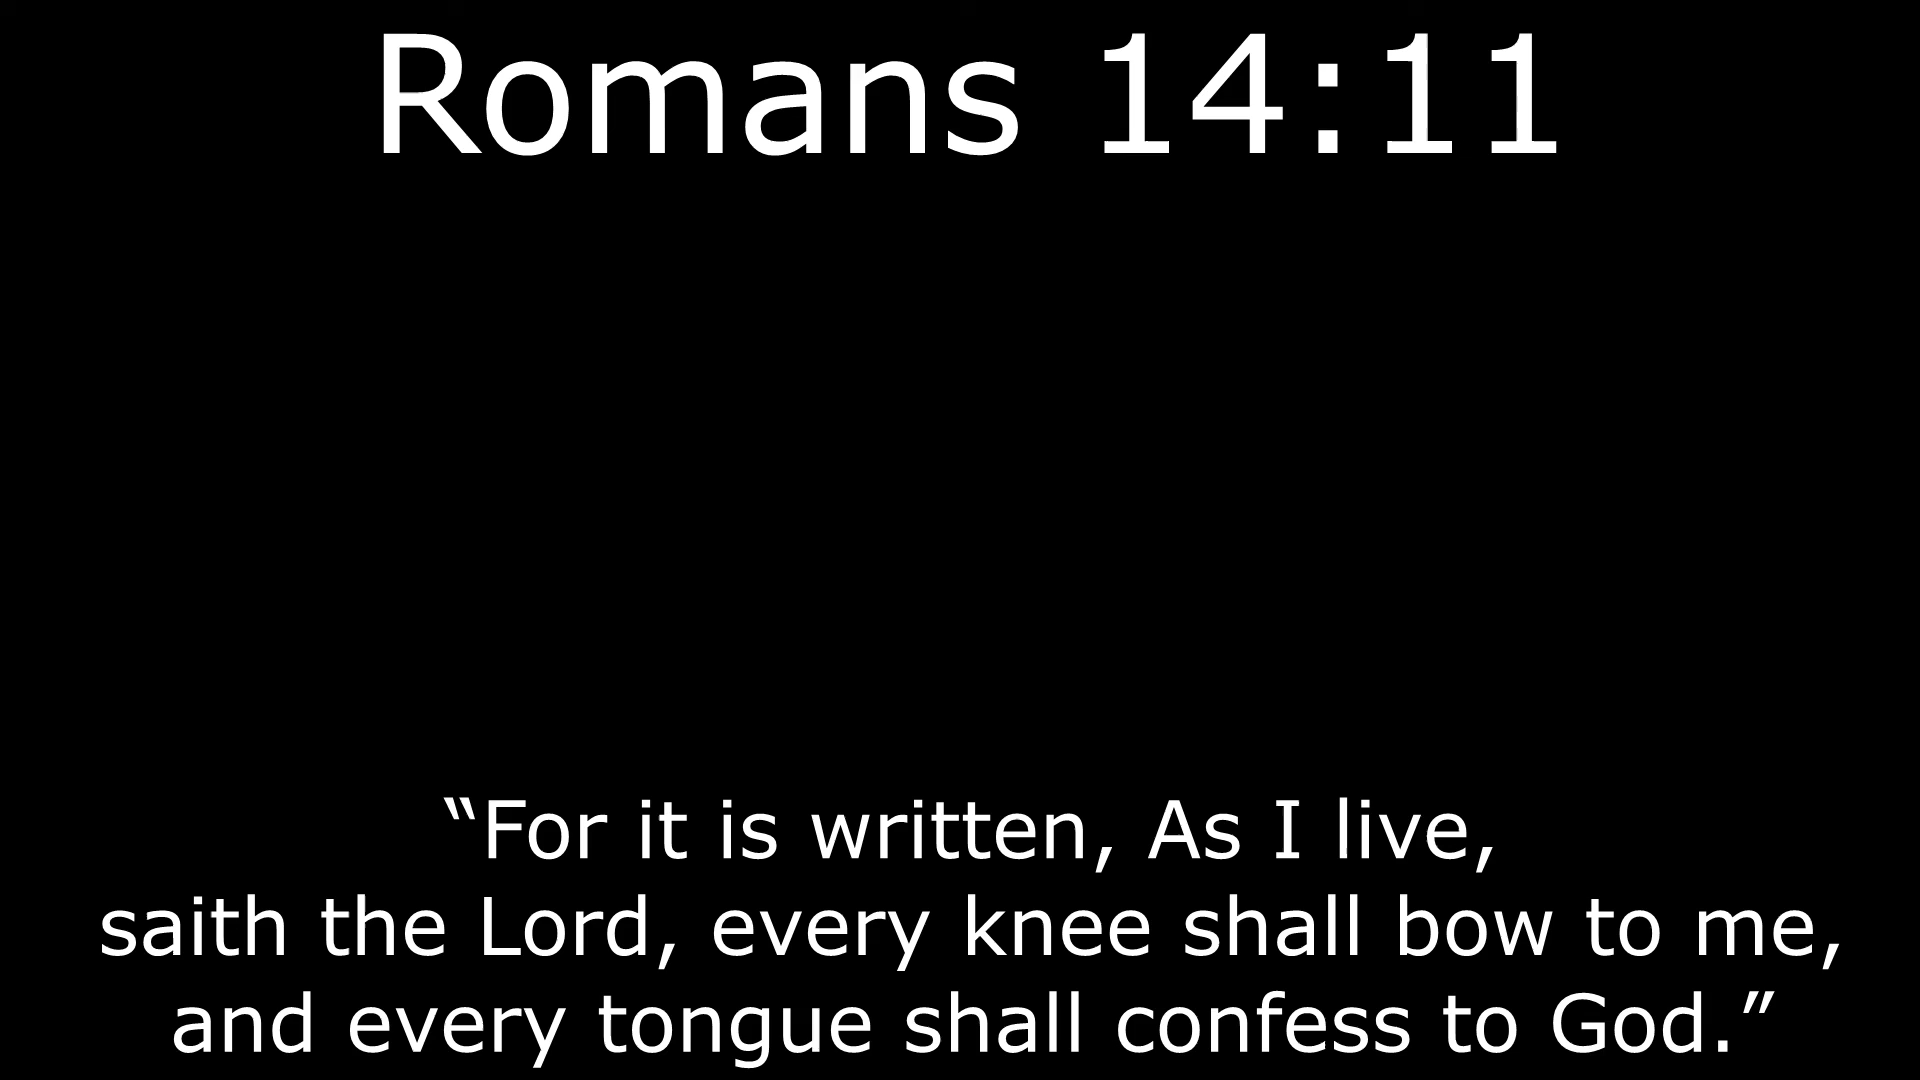 Romans 14:11
“For it is written, As I live,
saith the Lord, every knee shall bow to me,
and every tongue shall confess to God.”